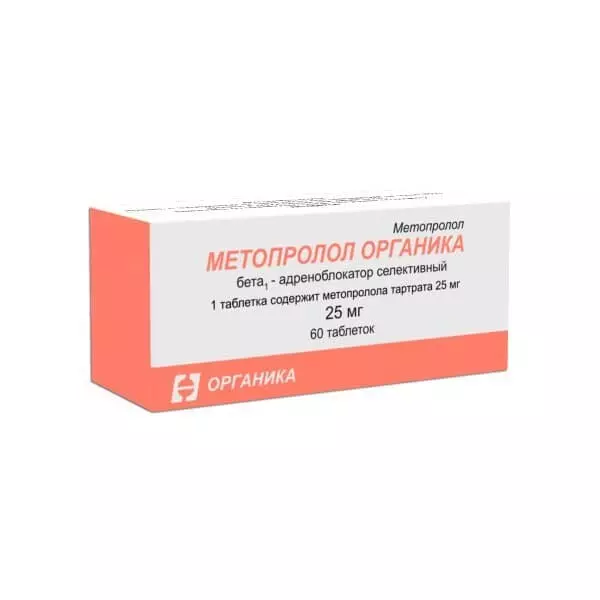 Метопролол
МЕТОПРОЛОЛ ОРГАНИКА
бета1 - адреноблокатор селективный
1 таблетка содержит метопролола тартрата 25 мг
25 мг
60 таблеток
ОРГАНИКА